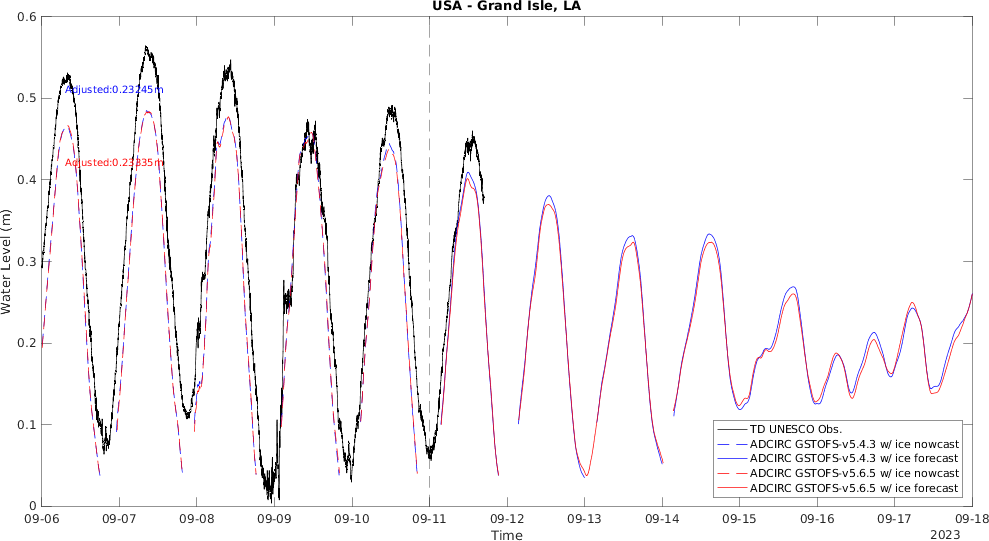 USA - Grand Isle, LA
0.6
0.5
0.4
0.3
0.2
0.1
0
Water Level (m)
Adjusted:0.23245m
Adjusted:0.23335m
TD UNESCO Obs.
ADCIRC GSTOFS-v5.4.3 w/ ice nowcast
ADCIRC GSTOFS-v5.4.3 w/ ice forecast
ADCIRC GSTOFS-v5.6.5 w/ ice nowcast
ADCIRC GSTOFS-v5.6.5 w/ ice forecast
09-06 09-07 09-08 09-09 09-10 09-11 09-12 09-13 09-14 09-15 09-16 09-17 09-18
Time
2023